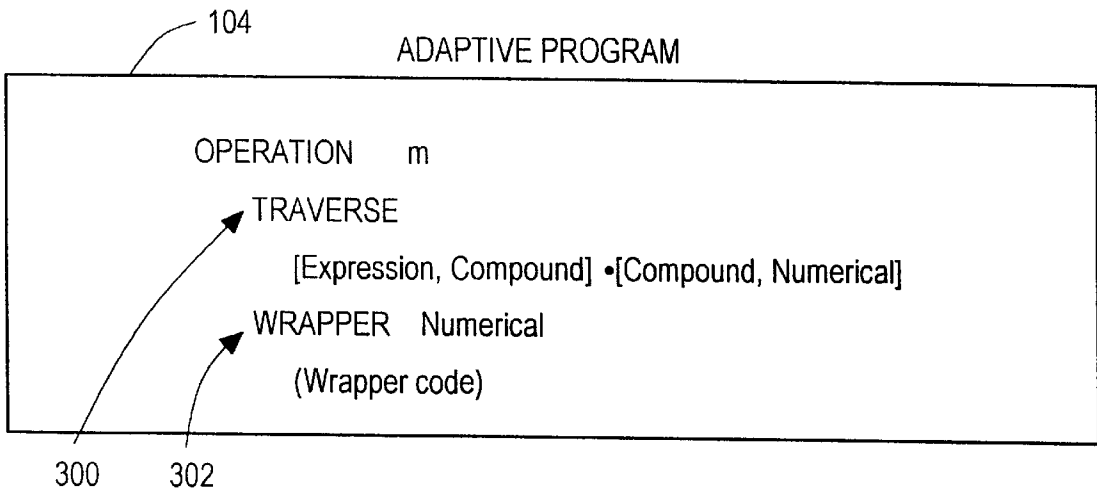 104
ADAPTIVE PROGRAM
OPERATION m
TRAVERSE
[Expression, Compound] •[Compound, Numerical]
WRAPPER Numerical
(Wrapper code)
300 302